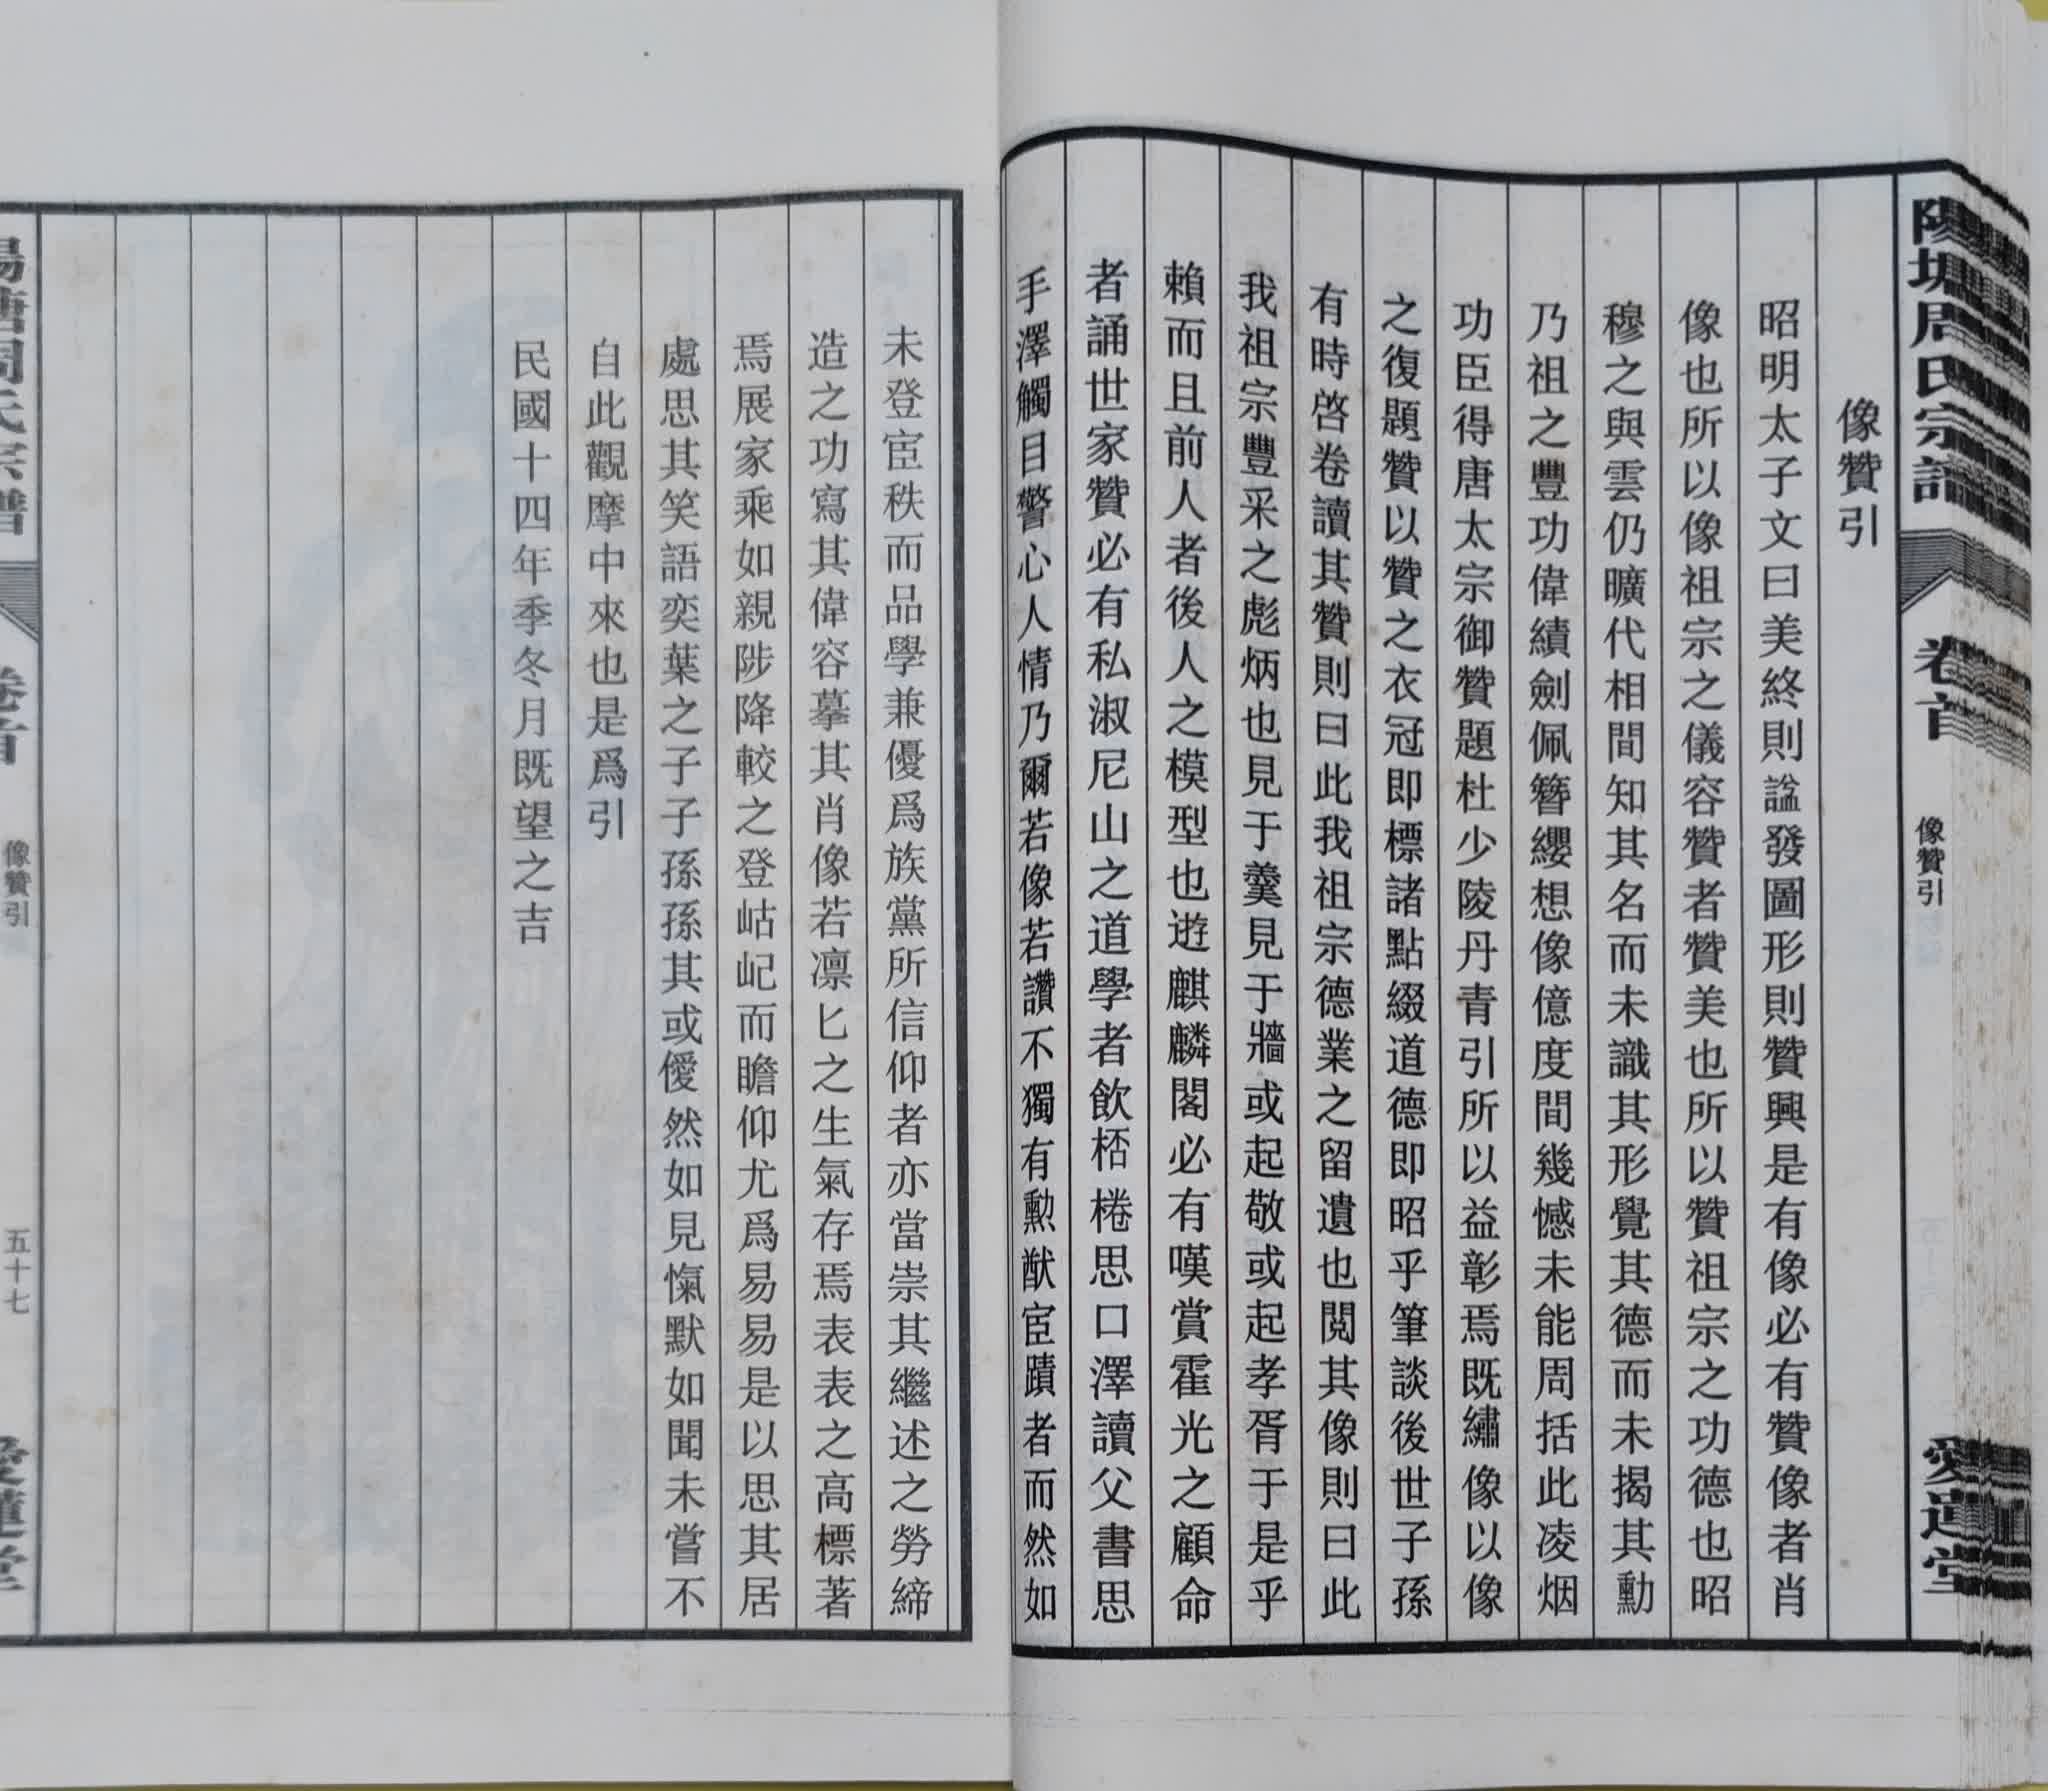 陽塘周氏宗譜
卷首
像贊引
愛蓮堂
像贊引
昭明太子文曰美終則諡發圖形則贊興是有像必有贊像者肖
像也所以像祖宗之儀容贊者贊美也所以贊祖宗之功德也昭
穆之與雲仍曠代相間知其名而未識其形覺其德而未揭其勳
乃祖之豐功偉績劍佩簪纓想像億度間幾憾未能周括此凌烟
功臣得唐太宗御贊題杜少陵丹青引所以益彰焉既繡像以像
之復題贊以贊之衣冠即標諸點綴道德即昭乎筆談後世子孫
有時啓卷讀其贊則曰此我祖宗德業之留遺也閱其像則曰此
我祖宗豐采之彪炳也見于羹見于牆或起敬或起孝胥于是乎
賴而且前人者後人之模型也遊麒麟閣必有嘆賞霍光之顧命
者誦世家贊必有私淑尼山之道學者飲桮棬思口澤讀父書思
手澤觸目警心人情乃爾若像若讚不獨有勲猷宦蹟者而然如
未登宦秩而品學兼優爲族黨所信仰者亦當崇其繼述之勞締
造之功寫其偉容摹其肖像若凛匕之生氣存焉表表之高標著
焉展家乘如親陟降較之登岵屺而瞻仰尤爲易易是以思其居
處思其笑語奕葉之子子孫孫其或僾然如見愾默如聞未嘗不
自此觀摩中來也是爲引
民國十四年季冬月既望之吉
陽塘周氏宗譜
卷首
像贊引
五十七
愛蓮堂